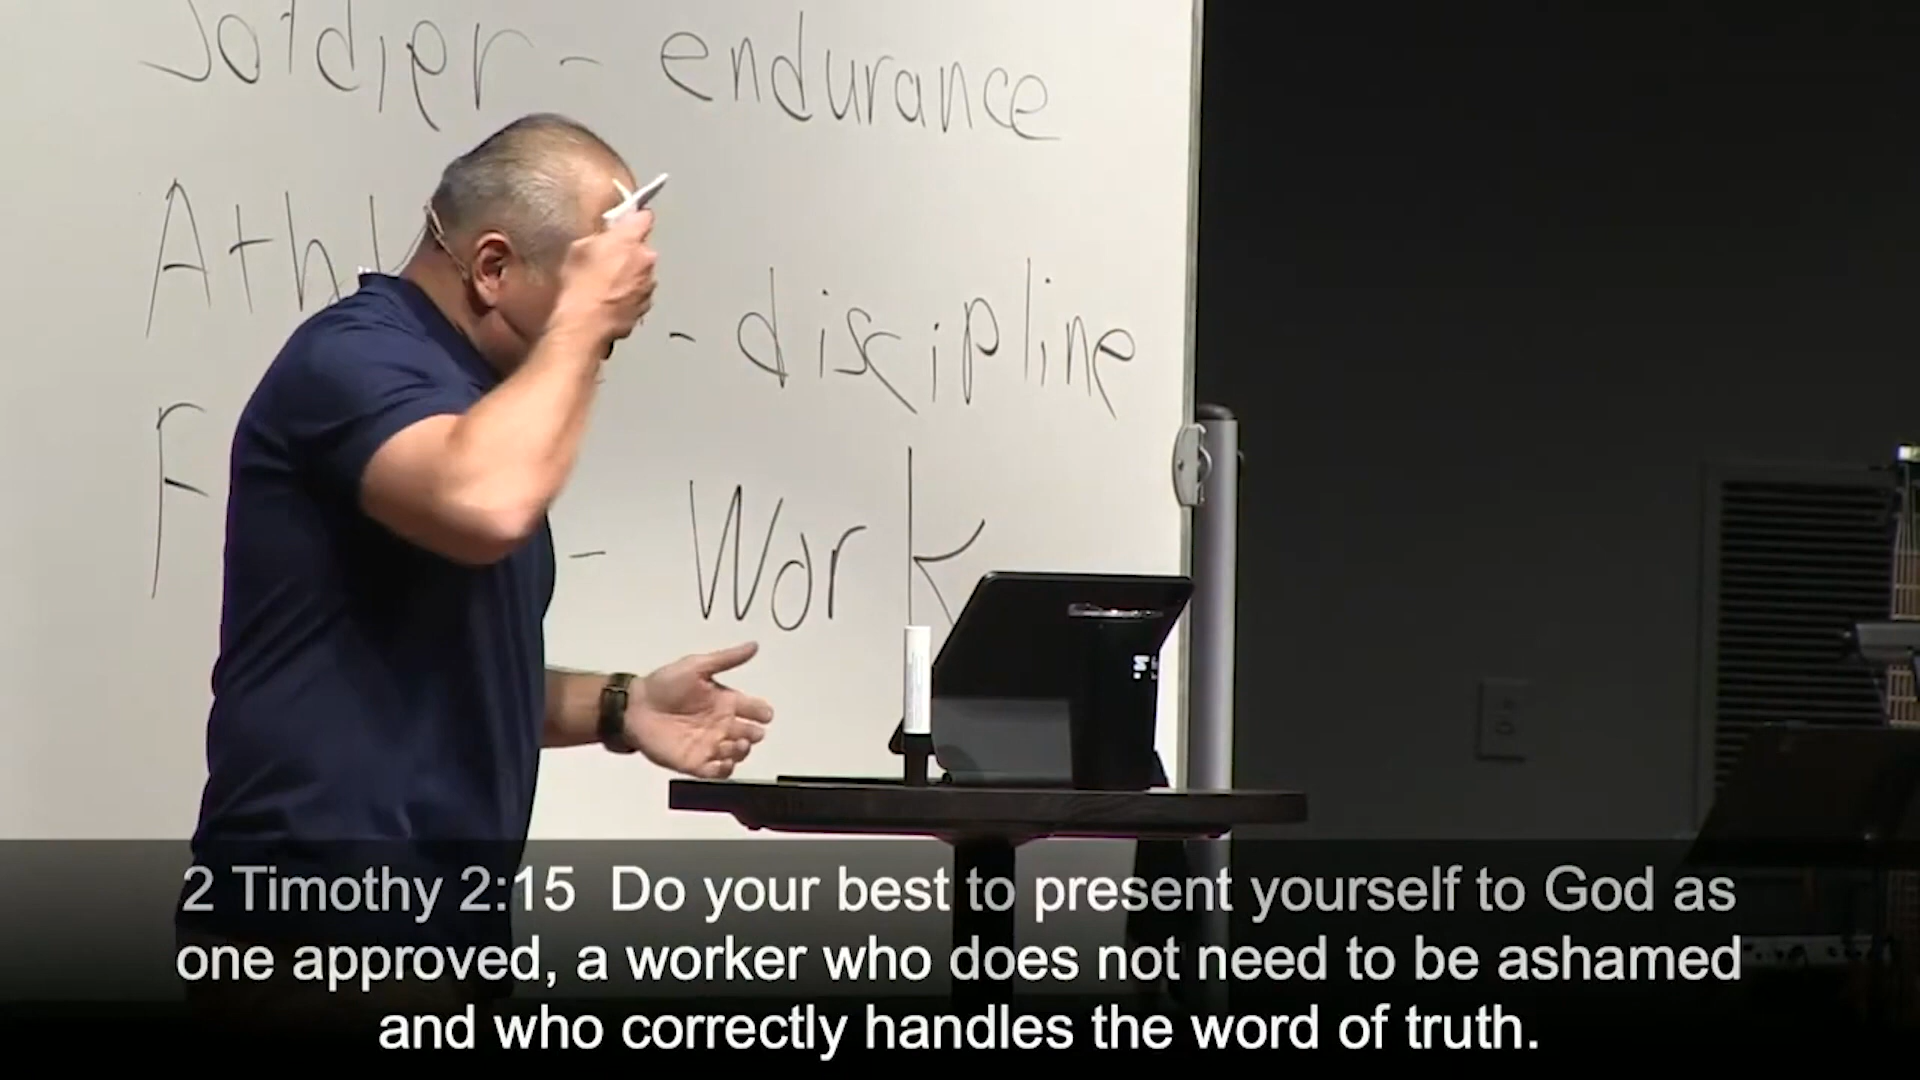 Soldier - endurance
Athl - discipline
F - Work
2 Timothy 2:15 Do your best to present yourself to God as
one approved, a worker who does not need to be ashamed
and who correctly handles the word of truth.